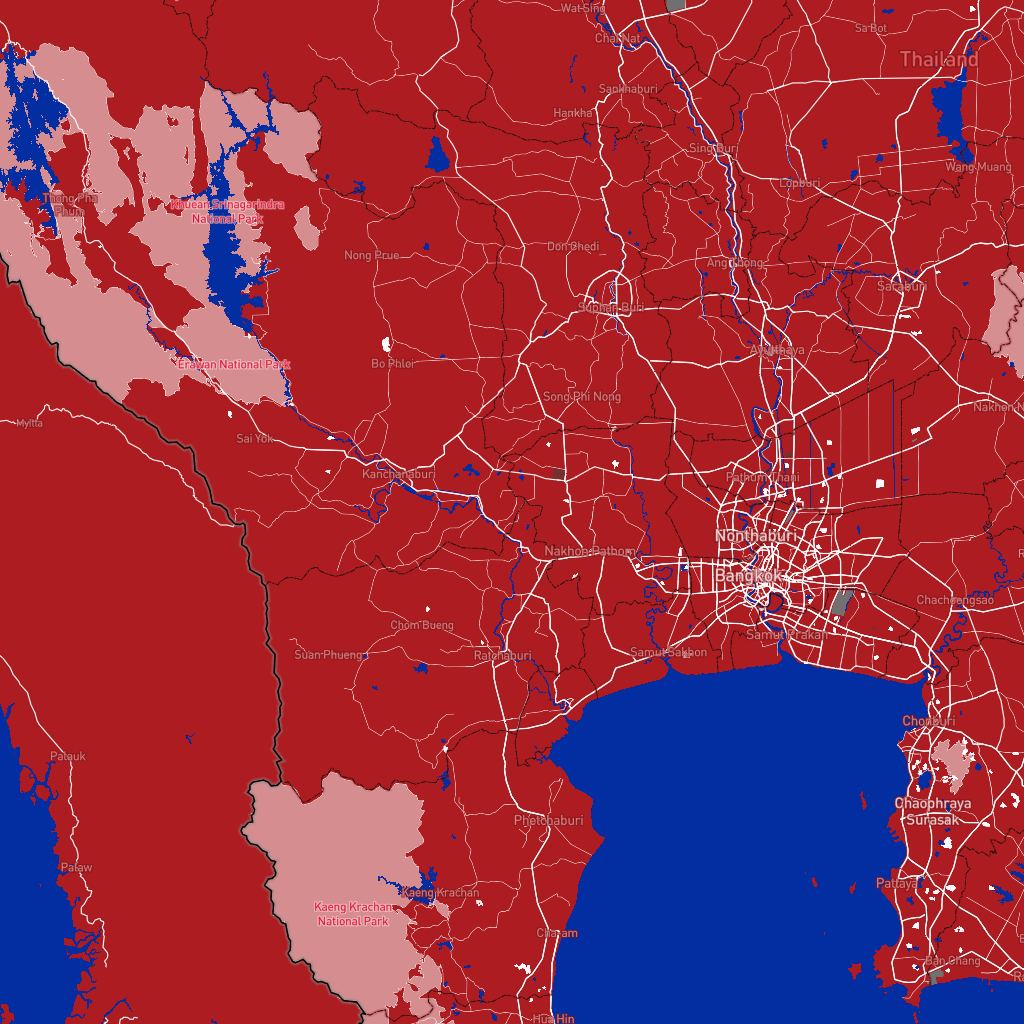 Wat Sing
Sa Bot
Chai Nat
Thailand
Sankhaburi
Hankha
Sing Buri
Wang Muang
Lopburi
Thong Pha
Phum
Khuean Srinagarindra
National Park
Don Chedi
Nong Prue
Ang Thong
Saraburi
Suphan Buri
Ayutthaya
Erawan National Park
Bo Phloi
Song Phi Nong
Nakhon N
Myitta
Sai Yok
Kanchanaburi
Pathum Thani
Nonthaburi
Nakhon Pathom
R
Bangkok
Chachoengsao
Chom Bueng
Samut Prakan
Suan Phueng
Ratchaburi
Samut Sakhon
Chonburi
Palauk
Chaophraya
Surasak
Phetchaburi
Palaw
Pattaya
Kaeng Krachan
Kaeng Krachan
National Park
Cha-am
Ban Chang
Ra
Hua Hin